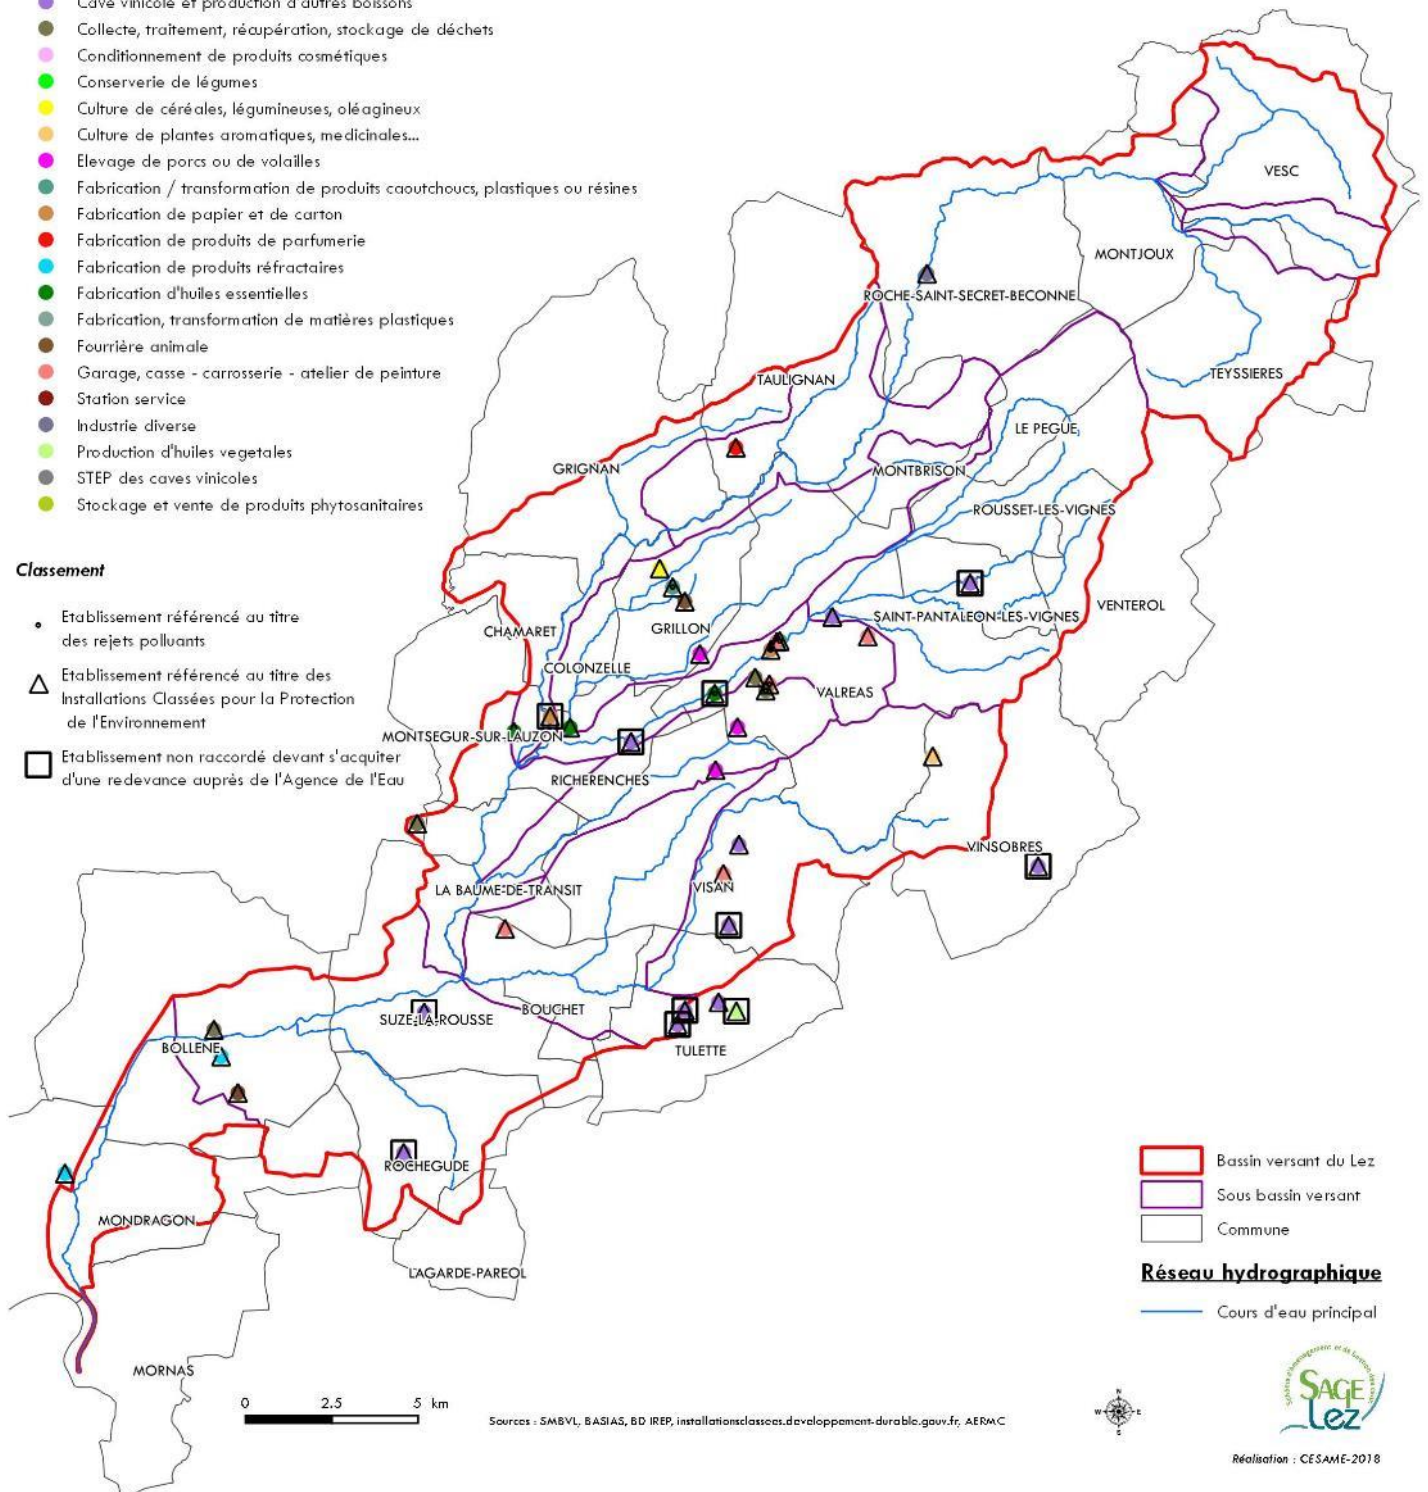 Cave vinicole et production d'autres boissons
Collecte, traitement, récupération, stockage de déchets
Conditionnement de produits cosmétiques
Conserverie de légumes
Culture de céréales, légumineuses, oléagineux
Culture de plantes aromatiques, medicinales...
Elevage de porcs ou de volailles
Fabrication / transformation de produits caoutchoucs, plastiques ou résines
Fabrication de papier et de carton
Fabrication de produits de parfumerie
Fabrication de produits réfractaires
Fabrication d'huiles essentielles
Fabrication, transformation de matières plastiques
Fourrière animale
Garage, casse - carrosserie - atelier de peinture
Station service
Industrie diverse
Production d'huiles vegetales
STEP des caves vinicoles
Stockage et vente de produits phytosanitaires
Classement
Etablissement référencé au titre
des rejets polluants
Etablissement référencé au titre des
Installations Classées pour la Protection
de l'Environnement
Etablissement non raccordé devant s'acquiter
d'une redevance auprès de l'Agence de l'Eau
VESC
MONTJOUX
ROCHE-SAINT-SECRET-BECONNE
TEYSSIERES
TAULIGNAN
LE PEGUE
GRIGNAN
MONTBRISON
ROUSSET-LES-VIGNES
VENTEROL
SAINT-PANTALEON-LES-VIGNES
CHAMARET
GRILLON
COLONZELLE
VALREAS
MONTSEGUR-SUR-LAUZON
RICHERENCHES
VINSOBRES
LA BAUME-DE-TRANSIT
VISAN
BOUCHET
SUZE-LA-ROUSSE
TULETTE
BOLLENE
ROCHEGUDE
MONDRAGON
LAGARDE-PAREOL
MORNAS
Bassin versant du Lez
Sous bassin versant
Commune
Réseau hydrographique
Cours d'eau principal
0 2.5 5 km
Sources : SMBVL, BASIAS, BD IREP, installationsclassees.developpement-durable.gouv.fr, AERMC
N
W E
S
SAGE
Lez
Réalisation : CESAME-2018